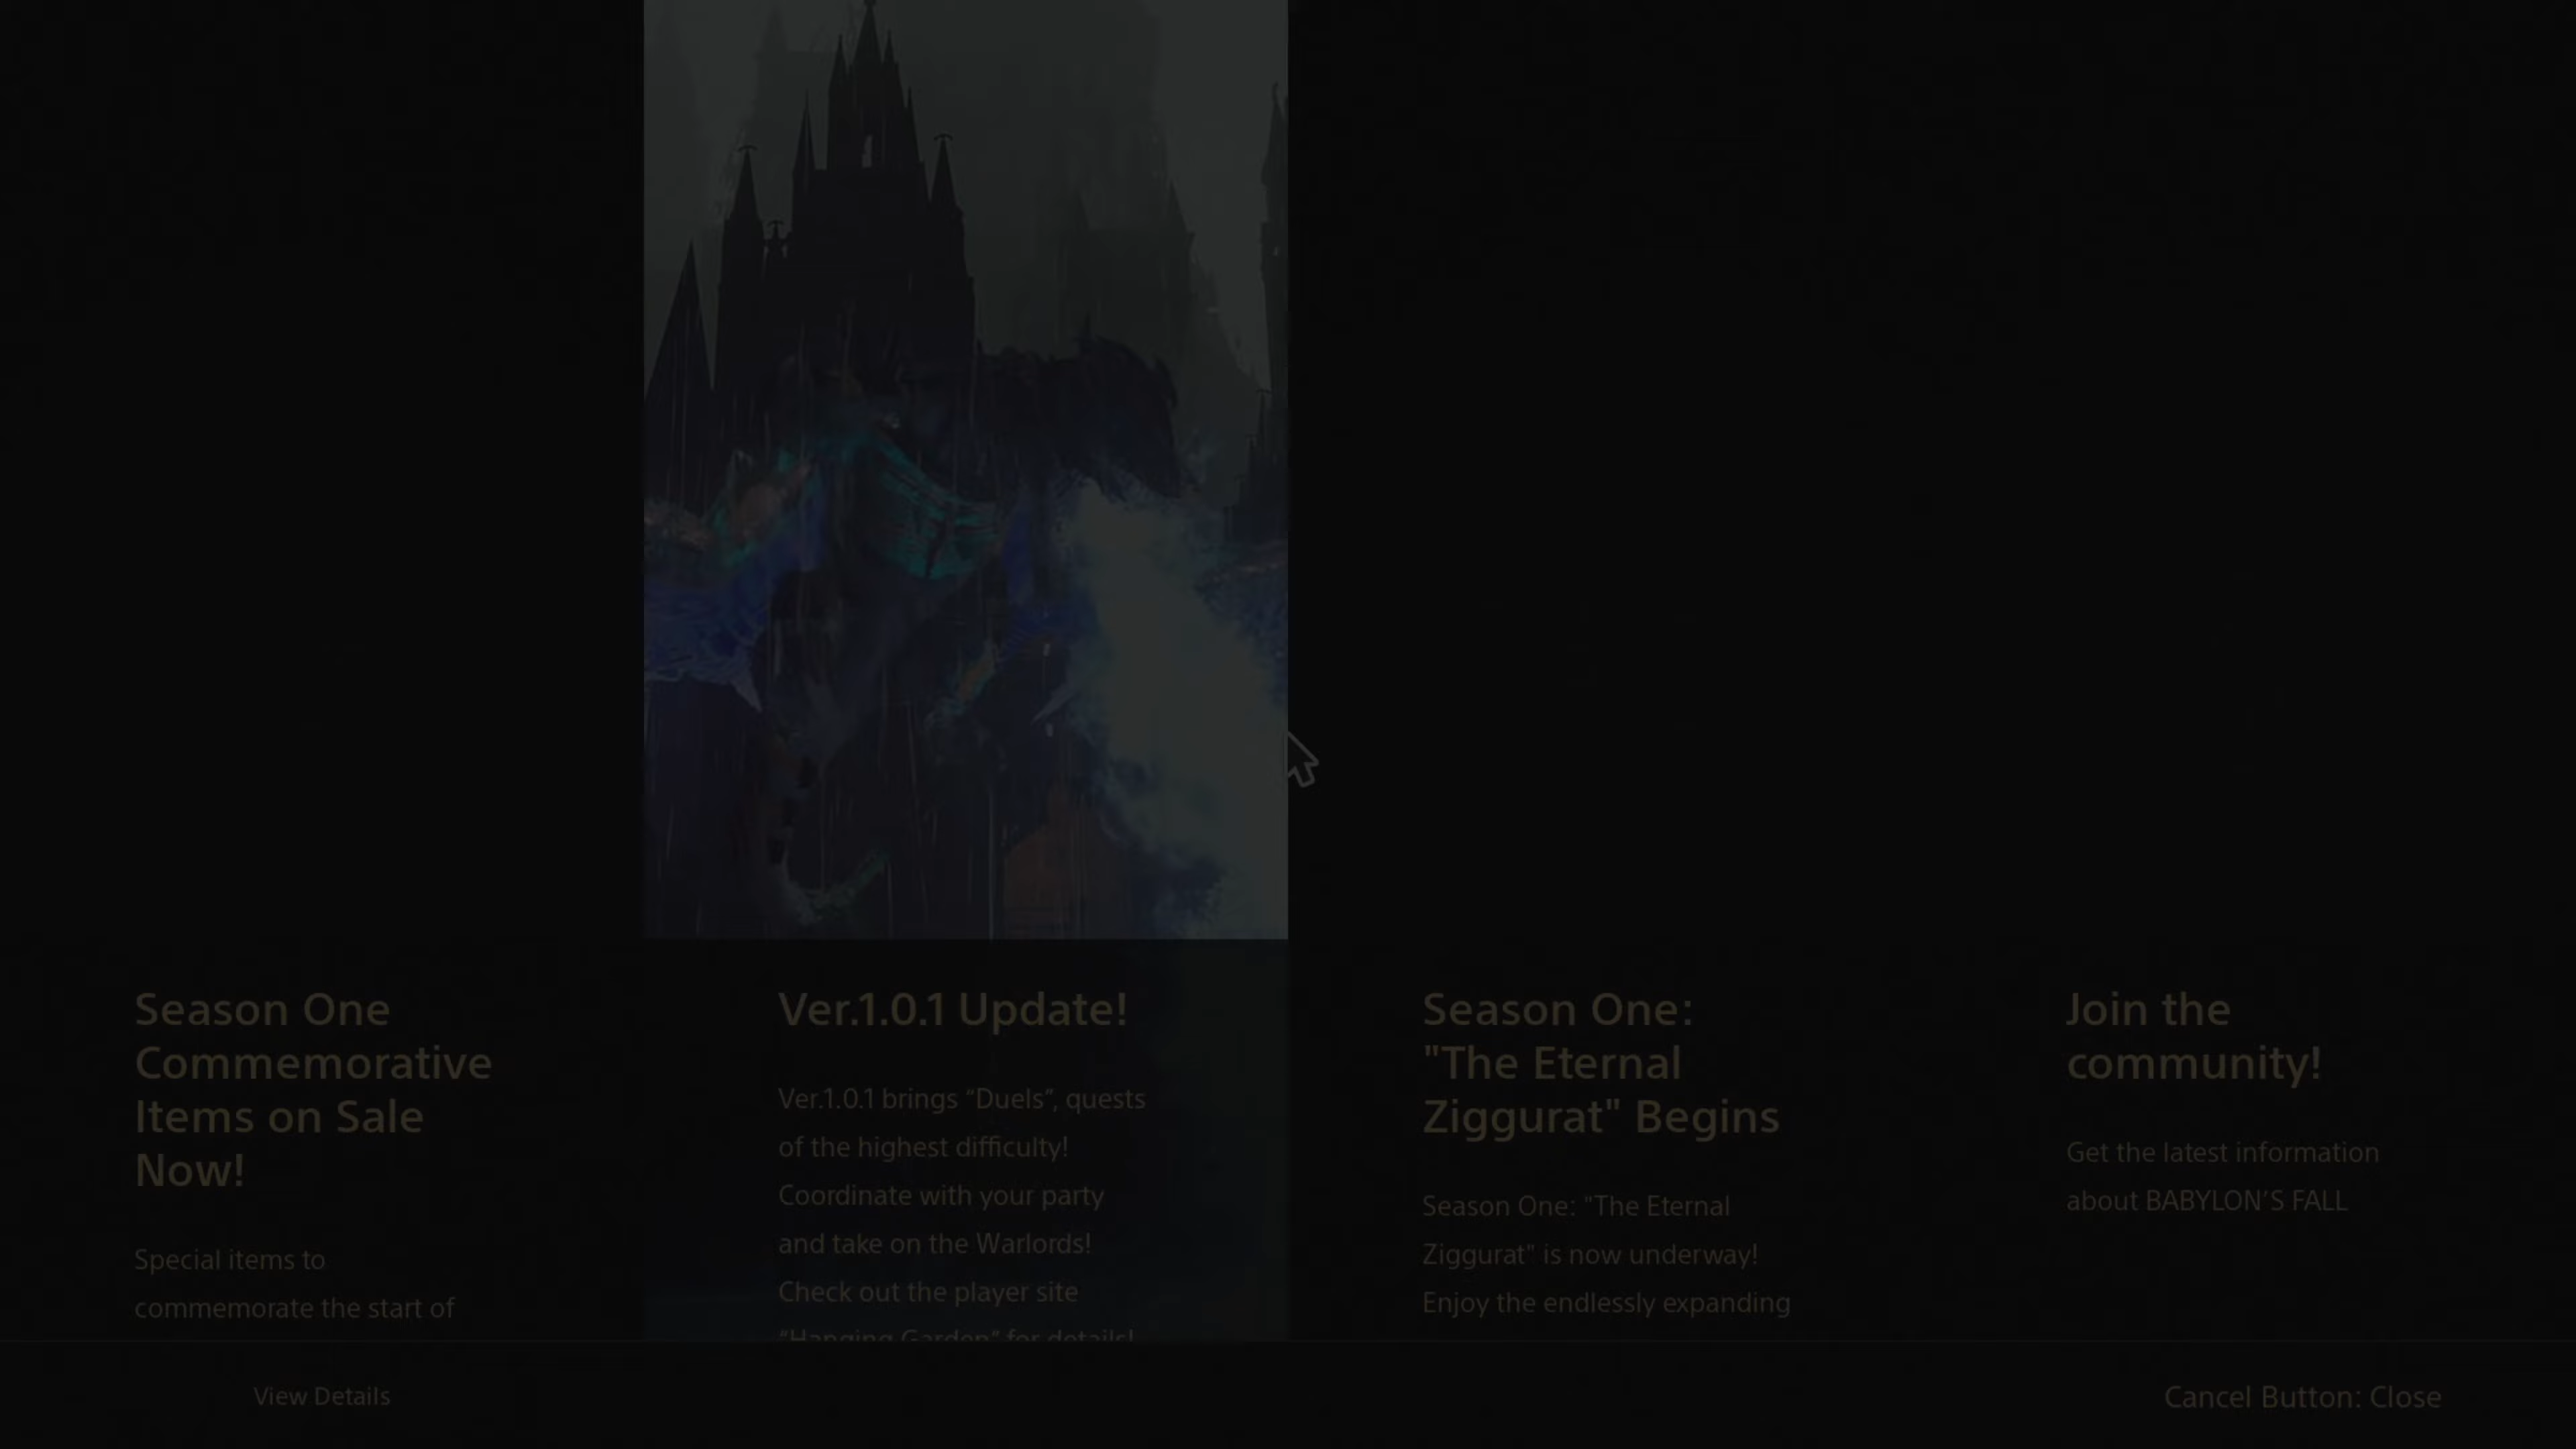 Season One
Commemorative
Items on Sale
Now!
Special items to
commemorate the start of
Ver.1.0.1 Update!
Ver.1.0.1 brings “Duels”, quests
of the highest difficulty!
Coordinate with your party
and take on the Warlords!
Check out the player site
“Hanging Garden” for details!
Season One:
"The Eternal
Ziggurat" Begins
Season One: "The Eternal
Ziggurat" is now underway!
Enjoy the endlessly expanding
Join the
community!
Get the latest information
about BABYLON’S FALL
View Details
Cancel Button: Close